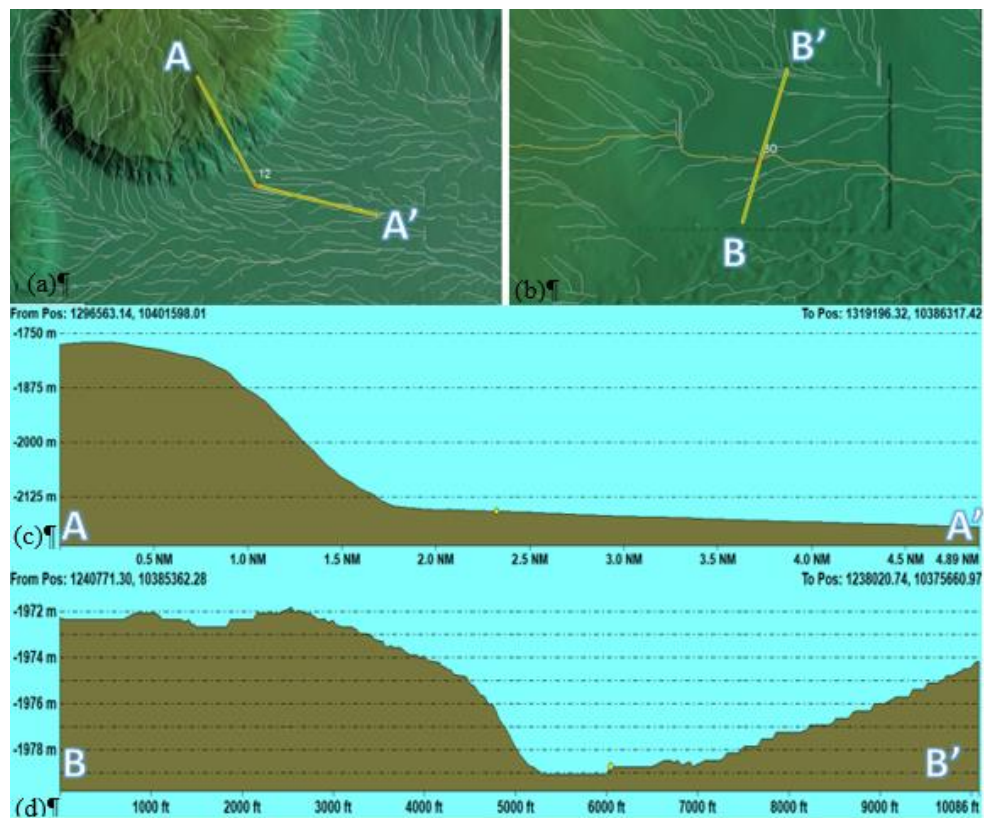 A
12
A’
(a)¶
B’
30
B
(b)¶
From Pos: 1296563.14, 10401598.01
To Pos: 1319196.32, 10386317.42
-1750 m
-1875 m
-2000 m
-2125 m
(c)¶
A
A’
0.5 NM
1.0 NM
1.5 NM
2.0 NM
2.5 NM
3.0 NM
3.5 NM
4.0 NM
4.5 NM
4.89 NM
From Pos: 1240771.30, 10385362.28
To Pos: 1238020.74, 10375660.97
-1972 m
-1974 m
-1976 m
-1978 m
B
B’
(d)¶
1000 ft
2000 ft
3000 ft
4000 ft
5000 ft
6000 ft
7000 ft
8000 ft
9000 ft
10086 ft